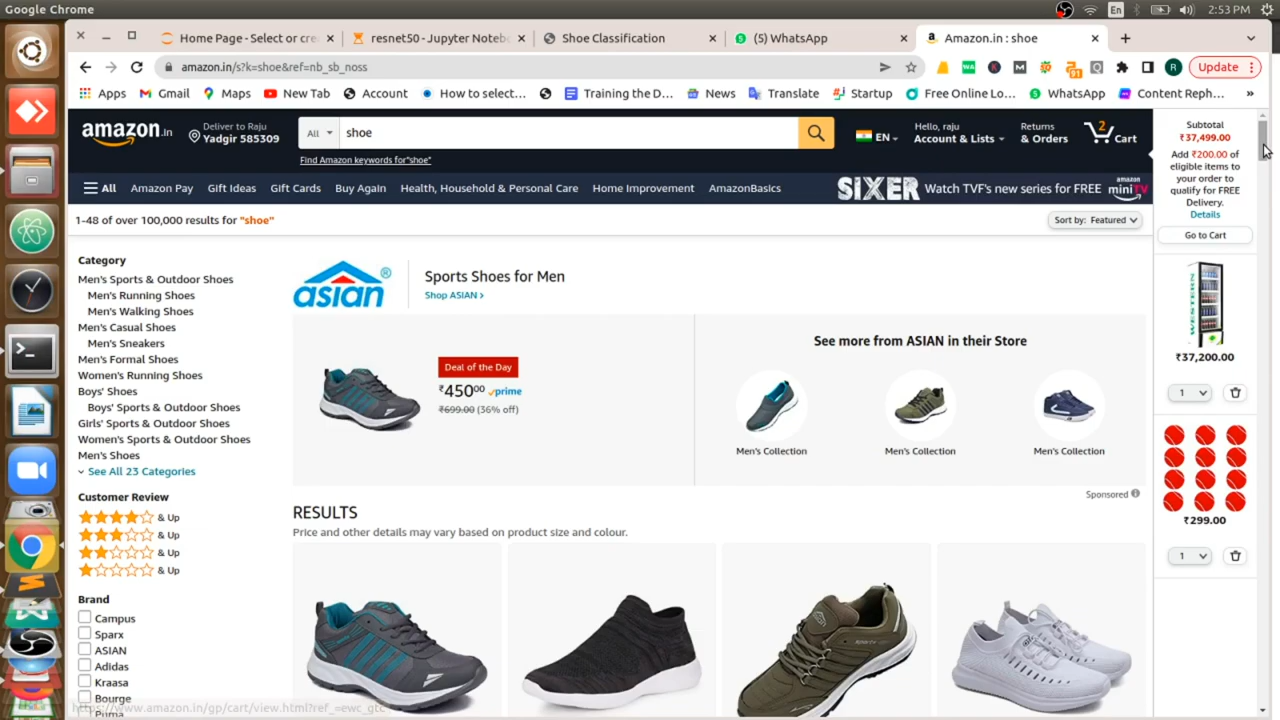 Google Chrome
En
2:53 PM
Home Page - Select or cre
resnet50 - Jupyter Noteb
Shoe Classification
(5) WhatsApp
Amazon.in : shoe
amazon.in/s?k=shoe&ref=nb_sb_noss
WA
M
91
Q
R
Update
Apps
Gmail
Maps
New Tab
Account
How to select...
Training the D...
News
Translate
Startup
Free Online Lo...
WhatsApp
Content Reph...
»
amazon.in
Deliver to Raju
Yadgir 585309
All
shoe
Find Amazon keywords for"shoe"
EN
Hello, raju
Account & Lists
Returns
& Orders
2
Cart
All
Amazon Pay
Gift Ideas
Gift Cards
Buy Again
Health, Household & Personal Care
Home Improvement
AmazonBasics
SIXER
Watch TVF's new series for FREE
amazon
miniTV
1-48 of over 100,000 results for "shoe"
Sort by: Featured
Category
Men's Sports & Outdoor Shoes
Men's Running Shoes
Men's Walking Shoes
Men's Casual Shoes
Men's Sneakers
Men's Formal Shoes
Women's Running Shoes
Boys' Shoes
Boys' Sports & Outdoor Shoes
Girls' Sports & Outdoor Shoes
Women's Sports & Outdoor Shoes
Men's Shoes
See All 23 Categories
Customer Review
& Up
& Up
& Up
& Up
Brand
Campus
Sparx
ASIAN
Adidas
Kraasa
Bourge
Puma
asian®
Sports Shoes for Men
Shop ASIAN ›
Deal of the Day
₹450⁰⁰ prime
₹699.00 (36% off)
See more from ASIAN in their Store
Men's Collection
Men's Collection
Men's Collection
Sponsored
RESULTS
Price and other details may vary based on product size and colour.
Subtotal
₹37,499.00
Add ₹200.00 of
eligible items to
your order to
qualify for FREE
Delivery.
Details
Go to Cart
WESTERN
₹37,200.00
1
₹299.00
1
https://www.amazon.in/gp/cart/view.html?ref_=ewc_gtc